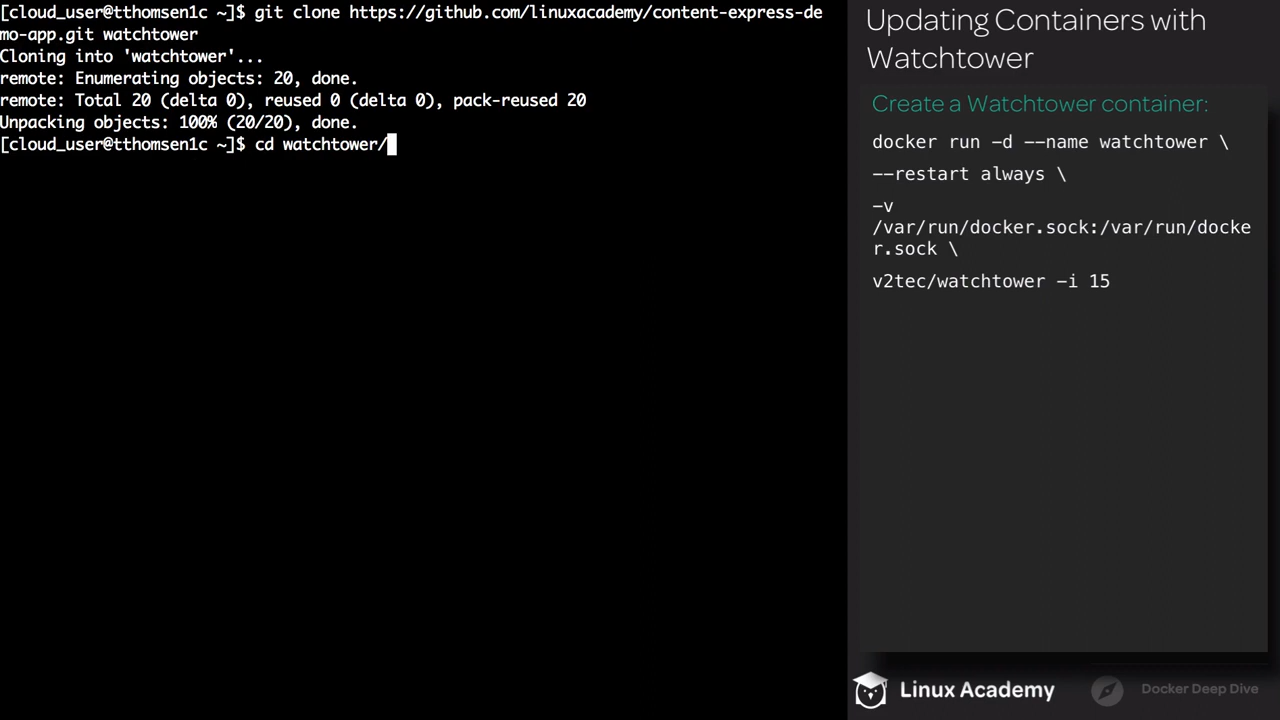 [cloud_user@tthomsen1c ~]$ git clone https://github.com/linuxacademy/content-express-de
mo-app.git watchtower
Cloning into 'watchtower'...
remote: Enumerating objects: 20, done.
remote: Total 20 (delta 0), reused 0 (delta 0), pack-reused 20
Unpacking objects: 100% (20/20), done.
[cloud_user@tthomsen1c ~]$ cd watchtower/
Updating Containers with
Watchtower
Create a Watchtower container:
docker run -d --name watchtower \
--restart always \
-v
/var/run/docker.sock:/var/run/docke
r.sock \
v2tec/watchtower -i 15
Linux Academy
Docker Deep Dive